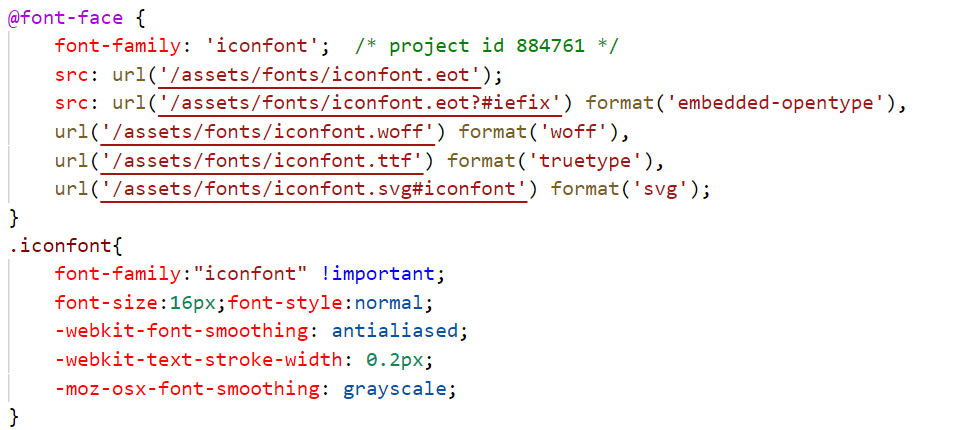 @font-face {
    font-family: 'iconfont';  /* project id 884761 */
    src: url('/assets/fonts/iconfont.eot');
    src: url('/assets/fonts/iconfont.eot?#iefix') format('embedded-opentype'),
    url('/assets/fonts/iconfont.woff') format('woff'),
    url('/assets/fonts/iconfont.ttf') format('truetype'),
    url('/assets/fonts/iconfont.svg#iconfont') format('svg');
}
.iconfont{
    font-family:"iconfont" !important;
    font-size:16px;font-style:normal;
    -webkit-font-smoothing: antialiased;
    -webkit-text-stroke-width: 0.2px;
    -moz-osx-font-smoothing: grayscale;
}